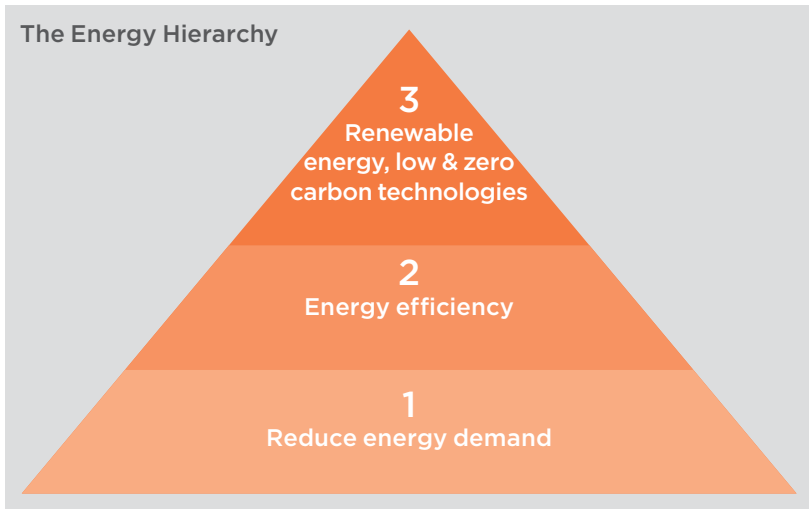 The Energy Hierarchy
3
Renewable
energy, low & zero
carbon technologies
2
Energy efficiency
1
Reduce energy demand